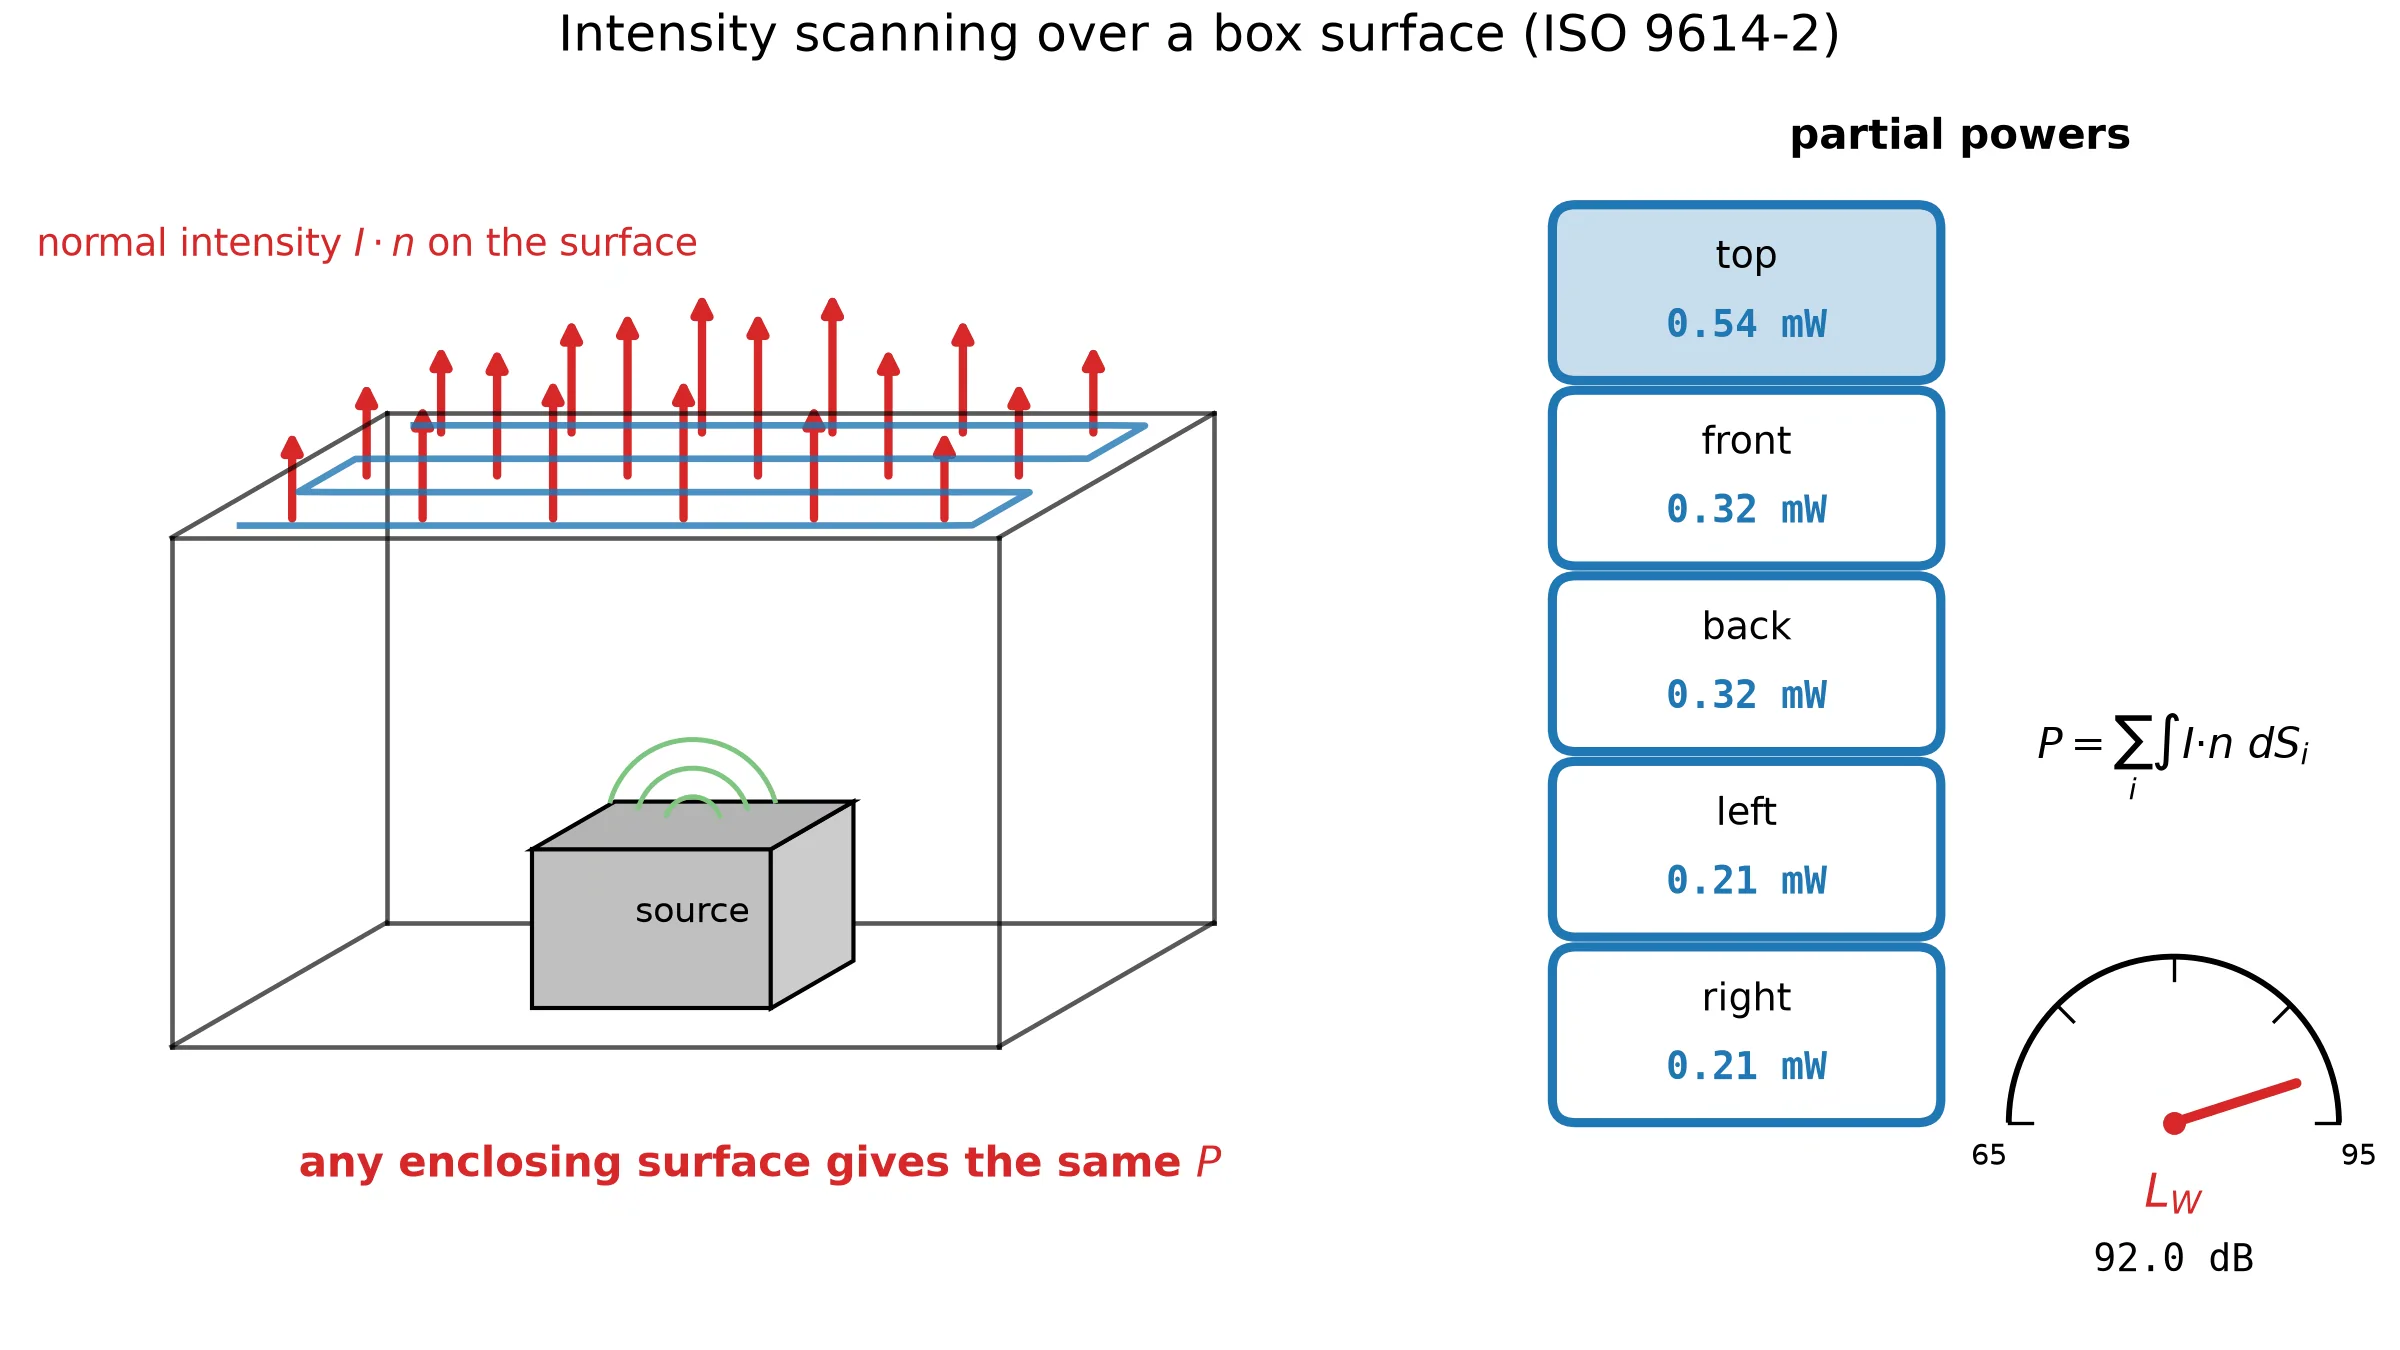 Intensity scanning over a box surface (ISO 9614-2)
partial powers
normal intensity I · n on the surface
top
0.54 mW
front
0.32 mW
back
0.32 mW
left
0.21 mW
right
0.21 mW
P = ∑∫I·n dSᵢ
i
source
65
95
L_W
92.0 dB
any enclosing surface gives the same P